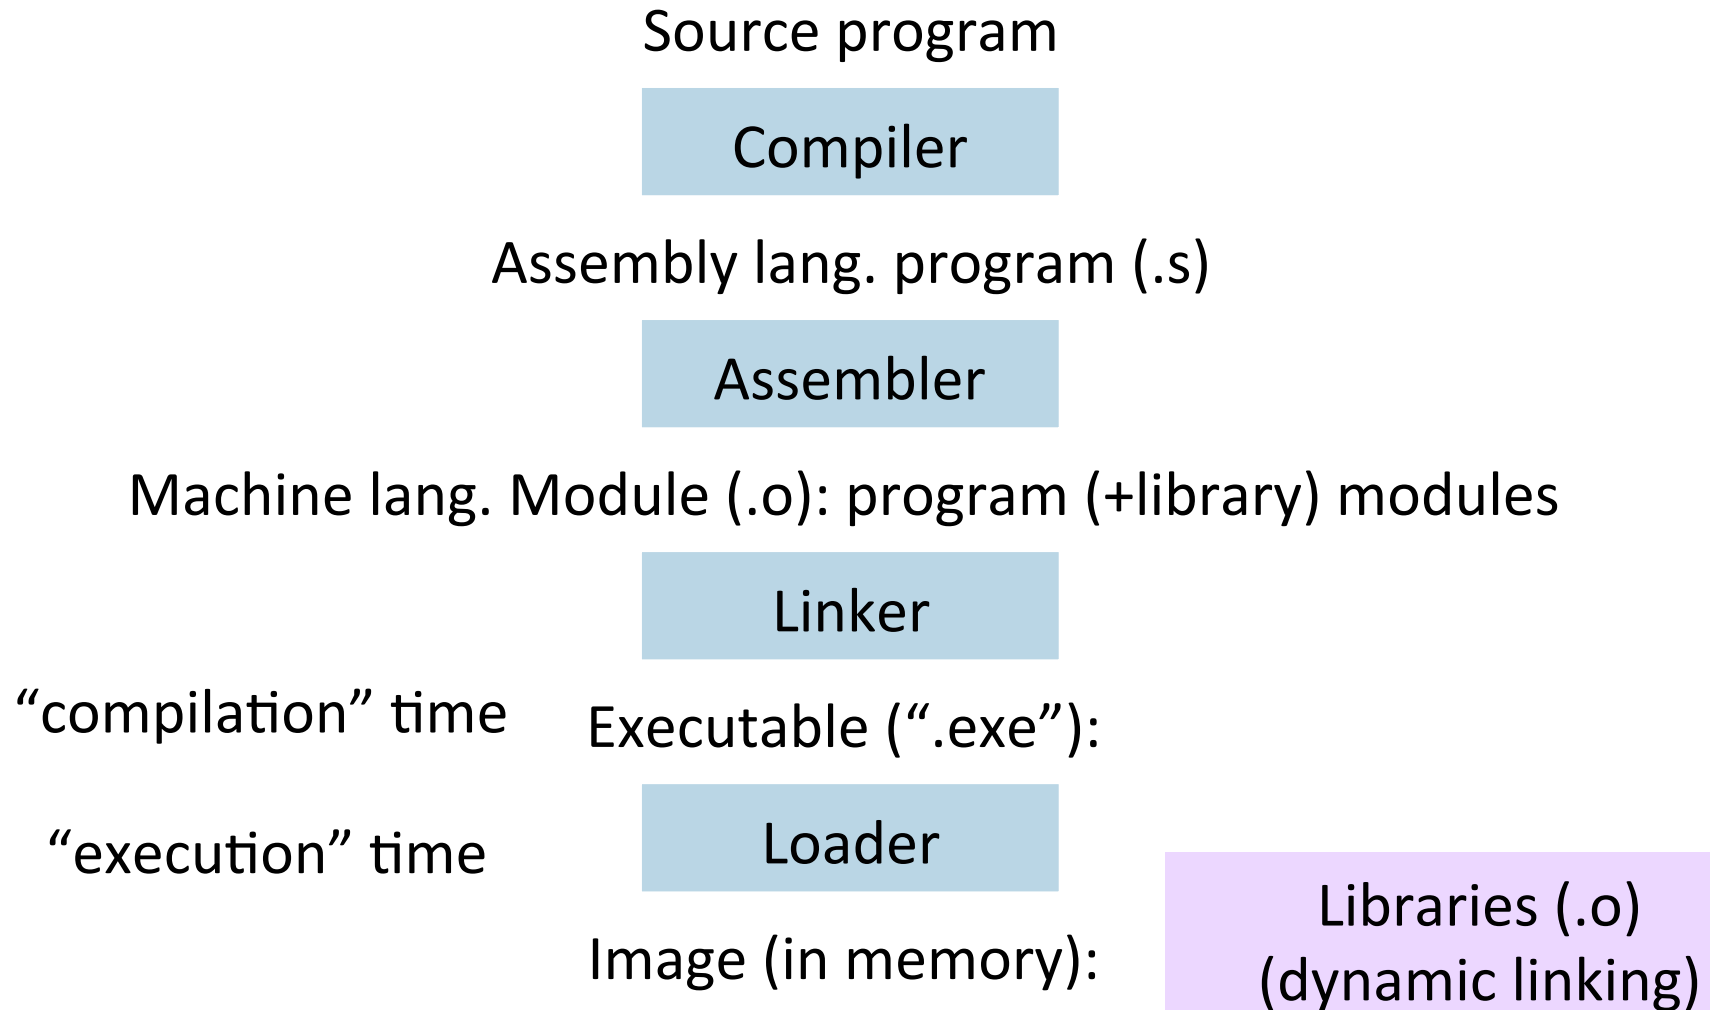 Source program
Compiler
Assembly lang. program (.s)
Assembler
Machine lang. Module (.o): program (+library) modules
Linker
“compilation” time
Executable (“.exe”):
“execution” time
Loader
Libraries (.o)
Image (in memory):
(dynamic linking)